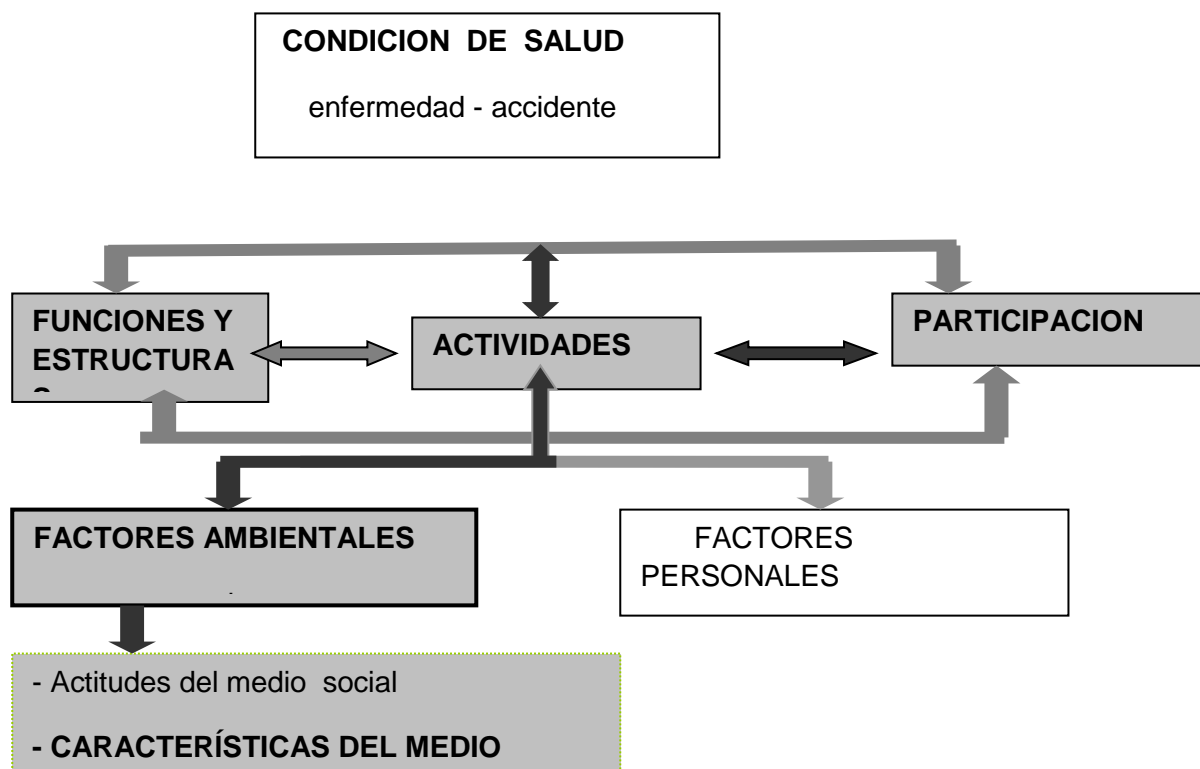 CONDICION DE SALUD
enfermedad - accidente
FUNCIONES Y
ESTRUCTURA
ACTIVIDADES
PARTICIPACION
FACTORES AMBIENTALES
FACTORES
PERSONALES
- Actitudes del medio social
- CARACTERÍSTICAS DEL MEDIO